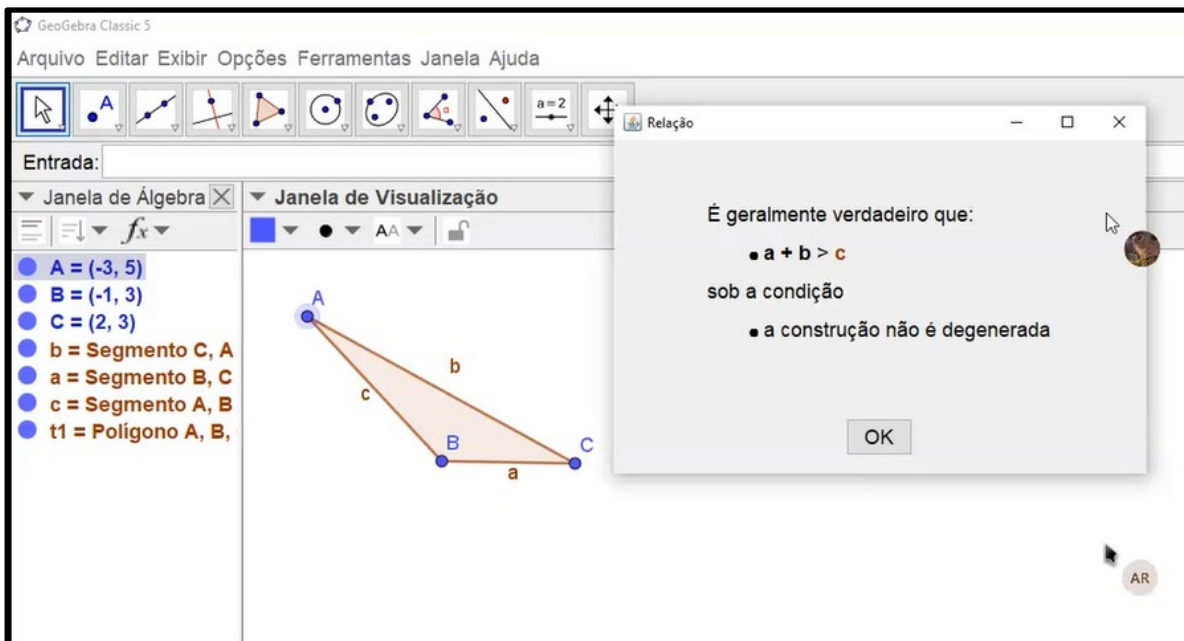 GeoGebra Classic 5
Arquivo Editar Exibir Opções Ferramentas Janela Ajuda
A
α
a=2
Entrada:
Janela de Álgebra
fx
A = (-3, 5)
B = (-1, 3)
C = (2, 3)
b = Segmento C, A
a = Segmento B, C
c = Segmento A, B
t1 = Polígono A, B,
Janela de Visualização
AA
A
b
c
B
C
a
Relação
É geralmente verdadeiro que:
• a + b > c
sob a condição
• a construção não é degenerada
OK
AR